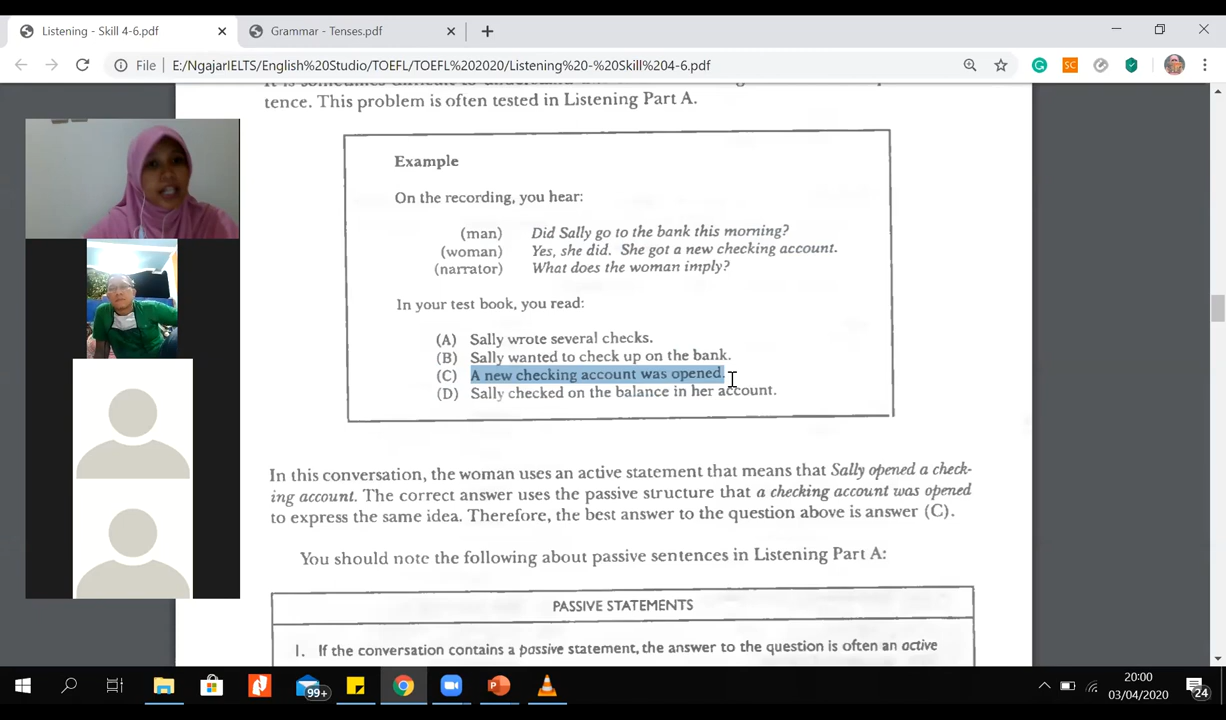 Listening - Skill 4-6.pdf
Grammar - Tenses.pdf
File
E:/NgajarIELTS/English%20Studio/TOEFL/TOEFL%202020/Listening%20-%20Skill%204-6.pdf
SC
tence. This problem is often tested in Listening Part A.
Example
On the recording, you hear:
(man) Did Sally go to the bank this morning?
(woman) Yes, she did. She got a new checking account.
(narrator) What does the woman imply?
In your test book, you read:
(A) Sally wrote several checks.
(B) Sally wanted to check up on the bank.
(C) A new checking account was opened.
(D) Sally checked on the balance in her account.
In this conversation, the woman uses an active statement that means that Sally opened a check-
ing account. The correct answer uses the passive structure that a checking account was opened
to express the same idea. Therefore, the best answer to the question above is answer (C).
You should note the following about passive sentences in Listening Part A:
PASSIVE STATEMENTS
1. If the conversation contains a passive statement, the answer to the question is often an active
99+
20:00
03/04/2020
24